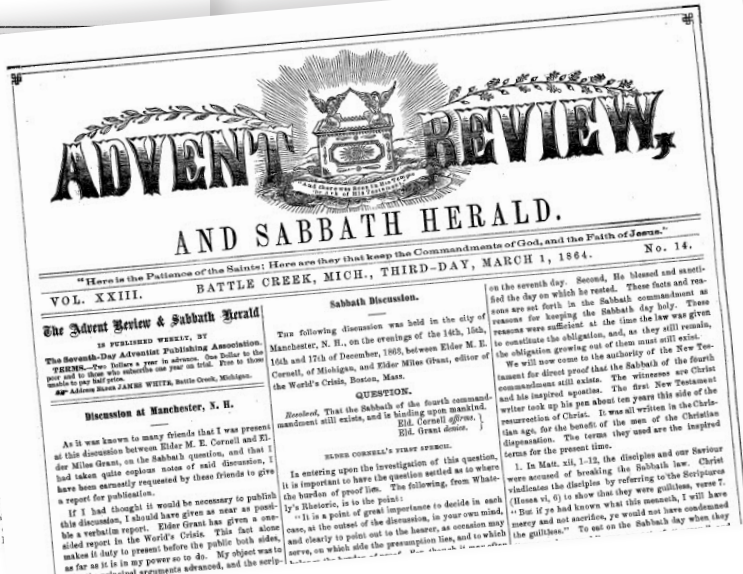 ADVENT REVIEW,
"And there was Seen in His Temple
the Ark of His Testament."
AND SABBATH HERALD.
"Here is the Patience of the Saints: Here are they that keep the Commandments of God, and the Faith of Jesus."
VOL. XXIII.
BATTLE CREEK, MICH., THIRD-DAY, MARCH 1, 1864.
No. 14.
The Advent Review & Sabbath Herald
IS PUBLISHED WEEKLY, BY
The Seventh-Day Adventist Publishing Association.
TERMS.—Two Dollars a year in advance. One Dollar to the
poor and to those who subscribe one year on trial. Free to those
unable to pay half price.
Address ELDER JAMES WHITE, Battle Creek, Michigan.
Discussion at Manchester, N. H.
As it was known to many friends that I was present
at this discussion between Elder M. E. Cornell and El-
der Miles Grant, on the Sabbath question, and that I
had taken quite copious notes of said discussion, I
have been earnestly requested by these friends to give
a report for publication.
If I had thought it would be necessary to publish
this discussion, I should have given as near as possi-
ble a verbatim report. Elder Grant has given a one-
sided report in the World's Crisis. This fact alone
makes it duty to present before the public both sides,
as far as it is in my power so to do. My object was to
principal arguments advanced, and the scrip-
Sabbath Discussion.
THE following discussion was held in the city of
Manchester, N. H., on the evenings of the 14th, 15th,
16th and 17th of December, 1863, between Elder M. E.
Cornell, of Michigan, and Elder Miles Grant, editor of
the World's Crisis, Boston, Mass.
QUESTION.
Resolved, That the Sabbath of the fourth command-
ment still exists, and is binding upon mankind.
Eld. Cornell affirms. }
Eld. Grant denies. }
ELDER CORNELL'S FIRST SPEECH.
In entering upon the investigation of this question,
it is important to have the question settled as to where
the burden of proof lies. The following, from Whate-
ly's Rhetoric, is to the point:
"It is a point of great importance to decide in each
case, at the outset of the discussion, in your own mind,
and clearly to point out to the hearer, as occasion may
serve, on which side the presumption lies, and to which
on the seventh day. Second, He blessed and sancti-
fied the day on which he rested. These facts and rea-
sons are set forth in the Sabbath commandment as
reasons for keeping the Sabbath day holy. These
reasons were sufficient at the time the law was given
to constitute the obligation, and, as they still remain,
the obligation growing out of them must still exist.
We will now come to the authority of the New Tes-
tament for direct proof that the Sabbath of the fourth
commandment still exists. The witnesses are Christ
and his inspired apostles. The first New Testament
writer took up his pen about ten years this side of the
resurrection of Christ. It was all written in the Chris-
tian age, for the benefit of the men of the Christian
dispensation. The terms they used are the inspired
terms for the present time.
1. In Matt. xii, 1-12, the disciples and our Saviour
were accused of breaking the Sabbath law. Christ
vindicates the disciples by referring to the Scriptures
(Hosea vi, 6) to show that they were guiltless, verse 7.
"But if ye had known what this meaneth, I will have
mercy and not sacrifice, ye would not have condemned
the guiltless." To eat on the Sabbath day when they